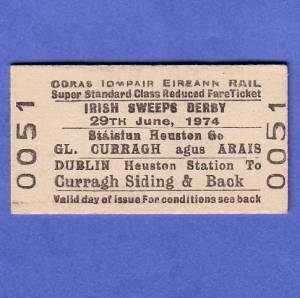 CORAS IOMPAIR EIREANN RAIL
Super Standard Class Reduced Fare Ticket
IRISH SWEEPS DERBY
29TH June, 1974
Stáisiun Heuston Go
GL. CURRAGH agus ARAIS
DUBLIN Heuston Station To
Curragh Siding & Back
Valid day of issue For conditions see back
0051
0051